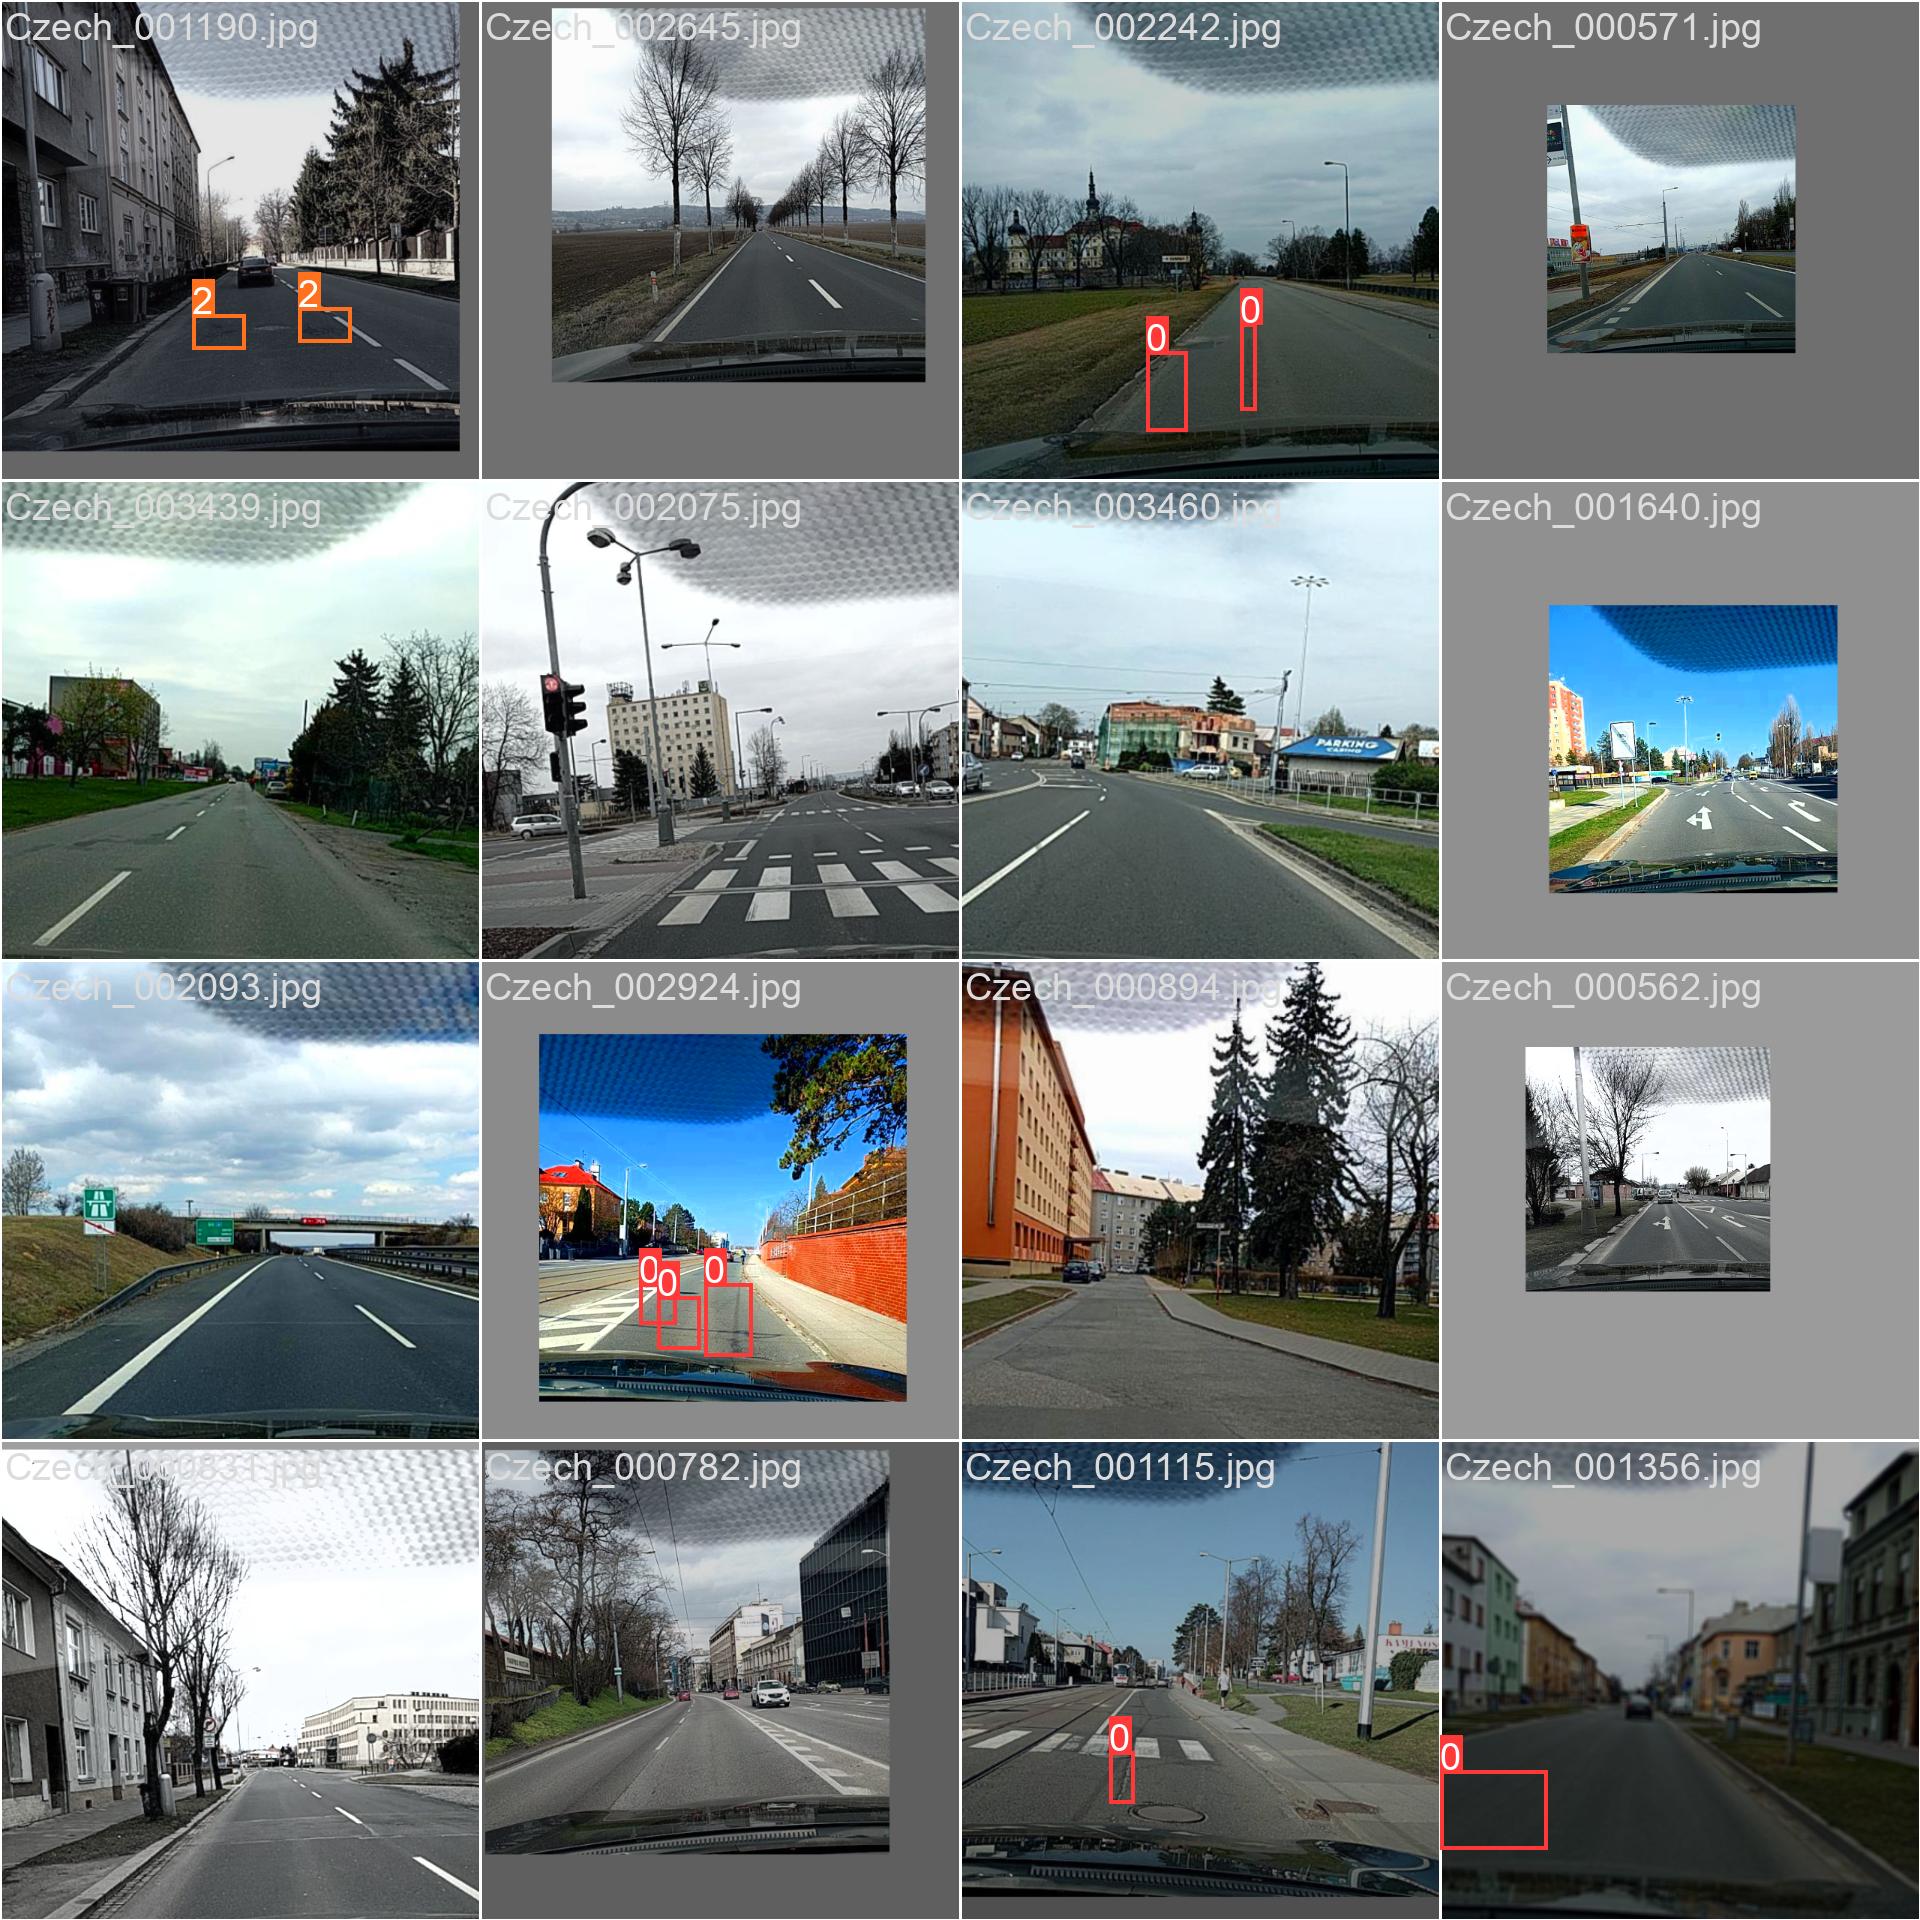 Czech_001190.jpg
Czech_002645.jpg
Czech_002242.jpg
Czech_000571.jpg
2
2
0
0
Czech_003439.jpg
Czech_002075.jpg
Czech_003460.jpg
Czech_001640.jpg
PARKING
CASINO
Czech_002093.jpg
Czech_002924.jpg
Czech_000894.jpg
Czech_000562.jpg
0
0
0
Czech_000831.jpg
Czech_000782.jpg
Czech_001115.jpg
Czech_001356.jpg
0
0